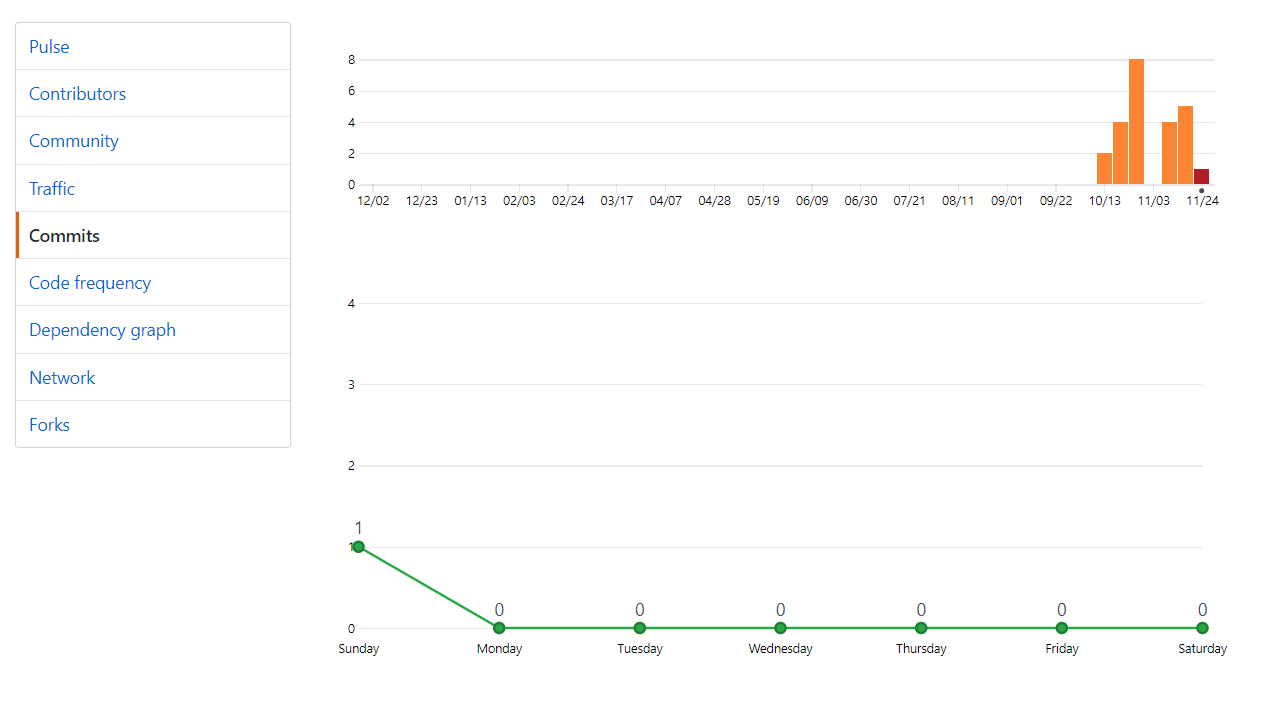 Pulse
Contributors
Community
Traffic
Commits
Code frequency
Dependency graph
Network
Forks
8
6
4
2
0
12/02 12/23 01/13 02/03 02/24 03/17 04/07 04/28 05/19 06/09 06/30 07/21 08/11 09/01 09/22 10/13 11/03 11/24
4
3
2
1
1
0 0 0 0 0 0
0
Sunday Monday Tuesday Wednesday Thursday Friday Saturday